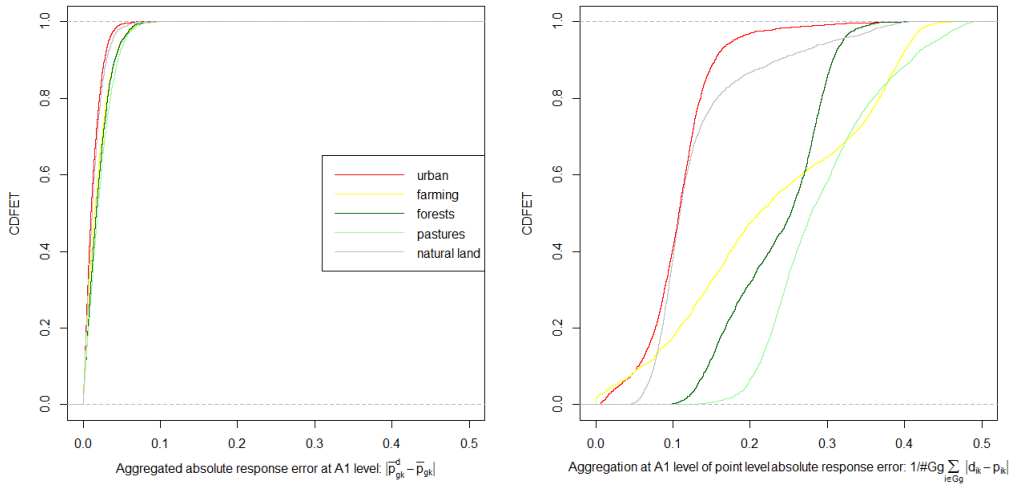 CDFET
0.0
0.2
0.4
0.6
0.8
1.0
urban
farming
forests
pastures
natural land
0.0 0.1 0.2 0.3 0.4 0.5
Aggregated absolute response error at A1 level: |p̅ᵈgk − p̅gk|
CDFET
0.0
0.2
0.4
0.6
0.8
1.0
0.0 0.1 0.2 0.3 0.4 0.5
Aggregation at A1 level of point level absolute response error: 1/#Gg ∑i∈Gg |dik − pik|